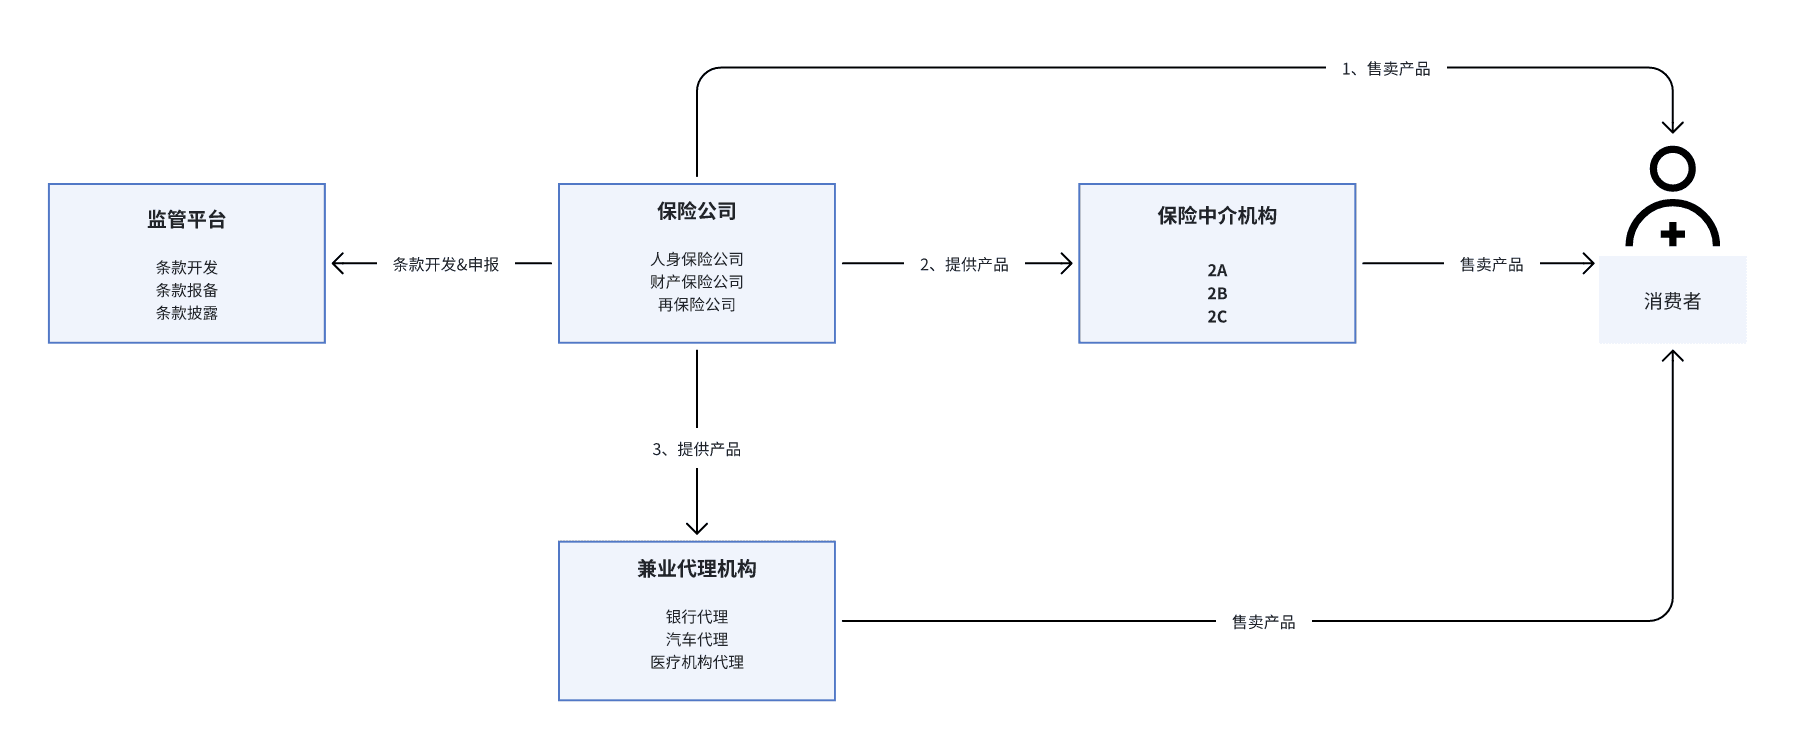 1、售卖产品
监管平台
条款开发
条款报备
条款披露
条款开发&申报
保险公司
人身保险公司
财产保险公司
再保险公司
2、提供产品
保险中介机构
2A
2B
2C
售卖产品
消费者
3、提供产品
兼业代理机构
银行代理
汽车代理
医疗机构代理
售卖产品